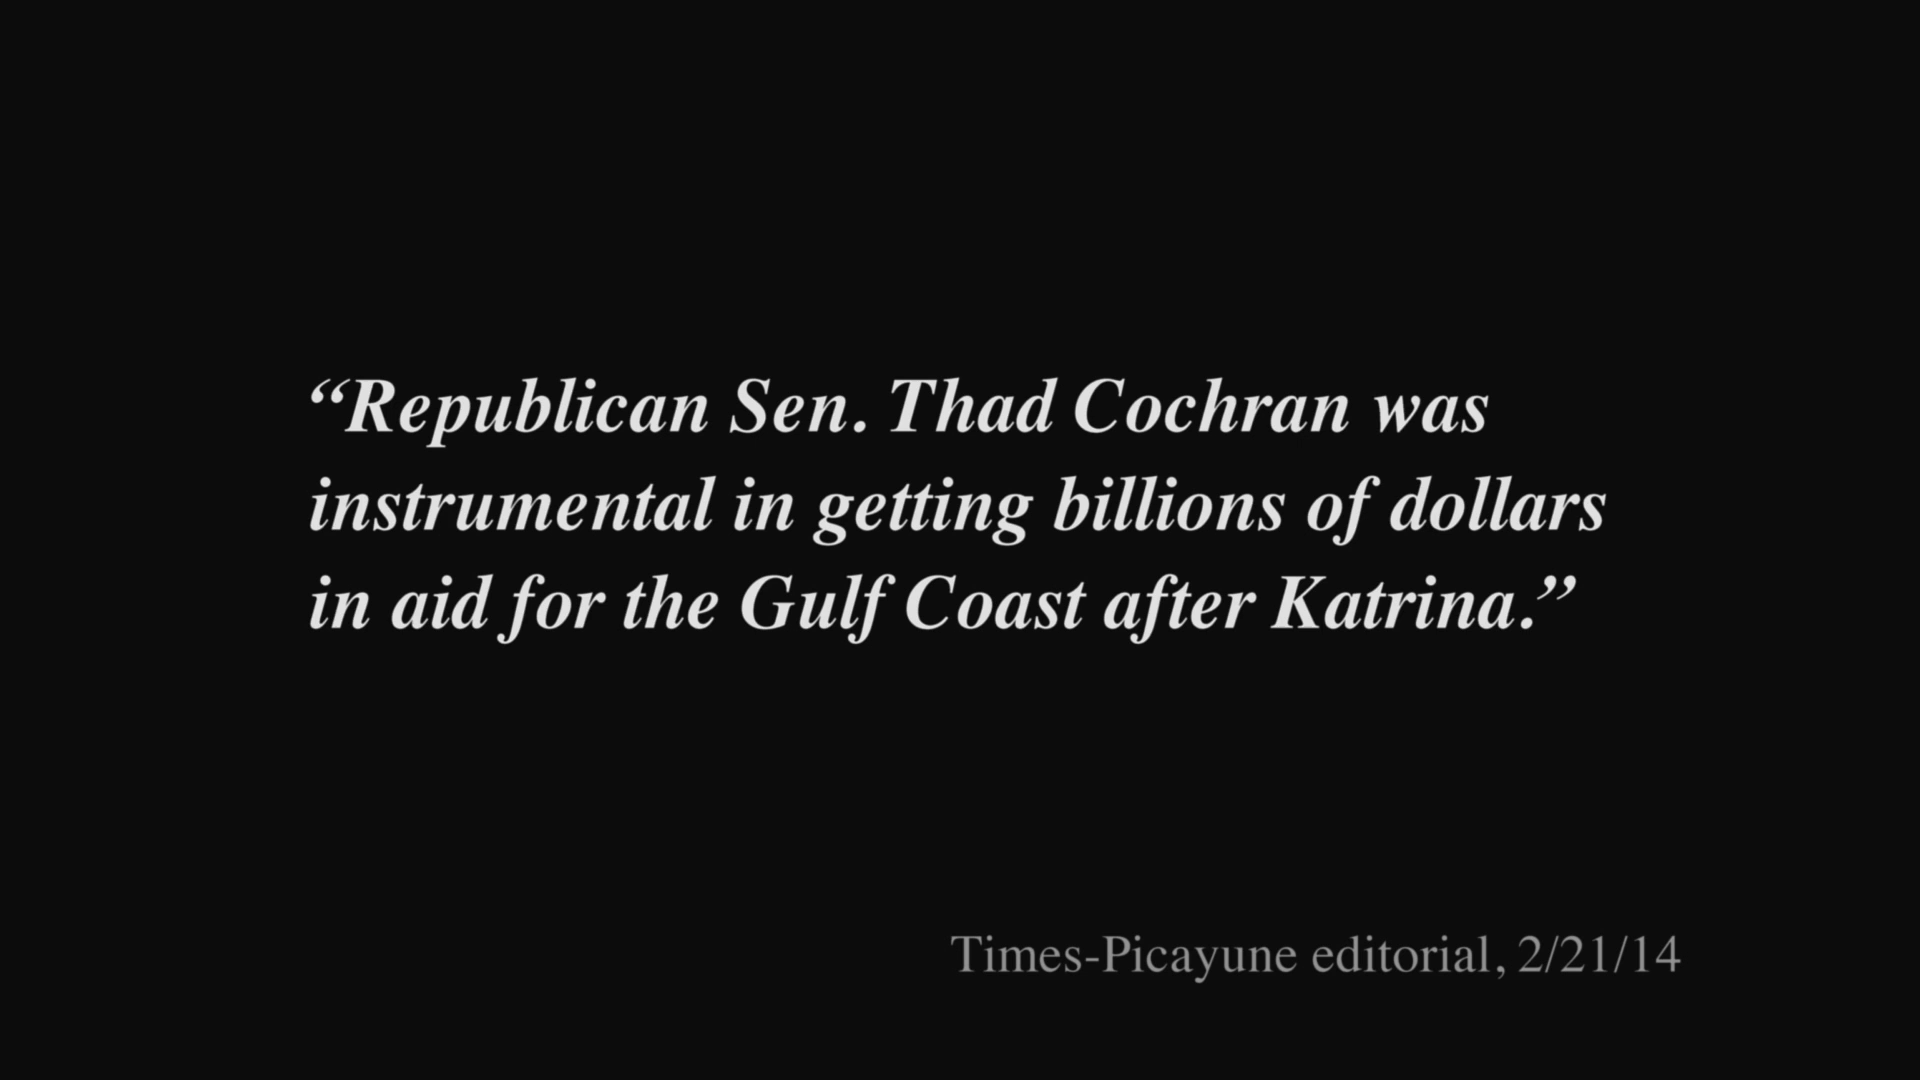 “Republican Sen. Thad Cochran was
instrumental in getting billions of dollars
in aid for the Gulf Coast after Katrina.”
Times-Picayune editorial, 2/21/14